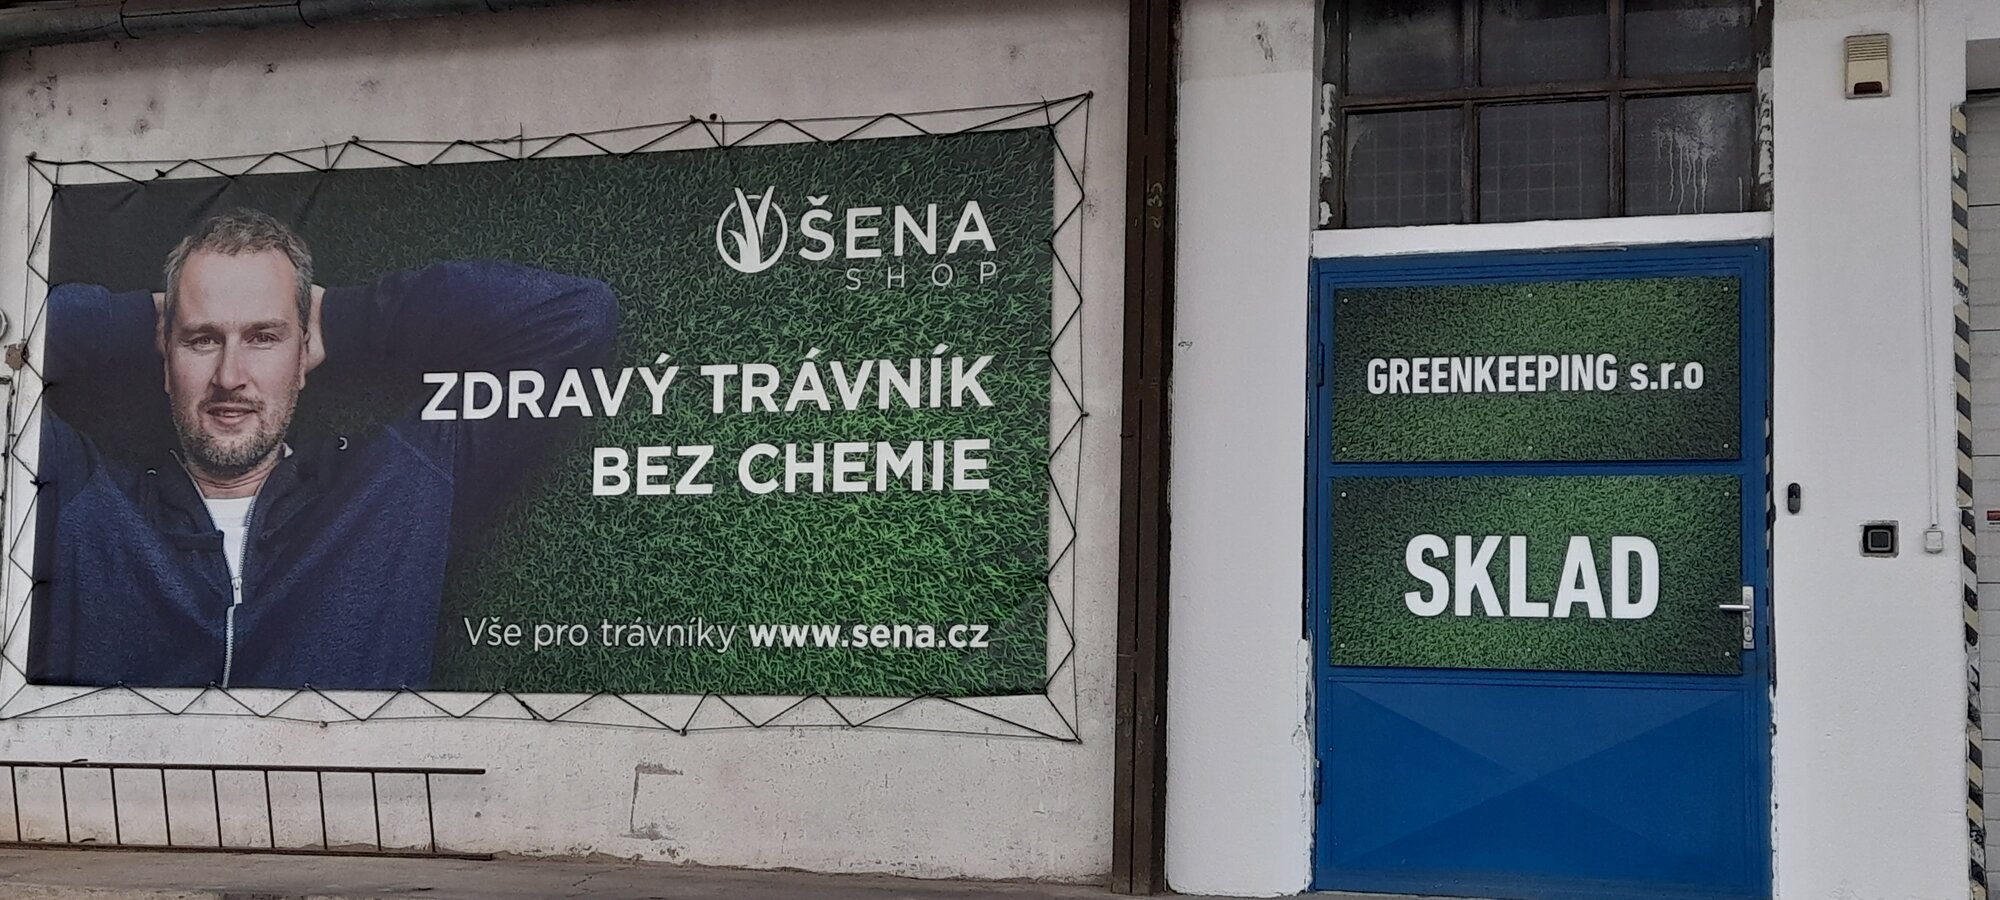 ŠENA
SHOP
ZDRAVÝ TRÁVNÍK
BEZ CHEMIE
Vše pro trávníky www.sena.cz
GREENKEEPING s.r.o
SKLAD